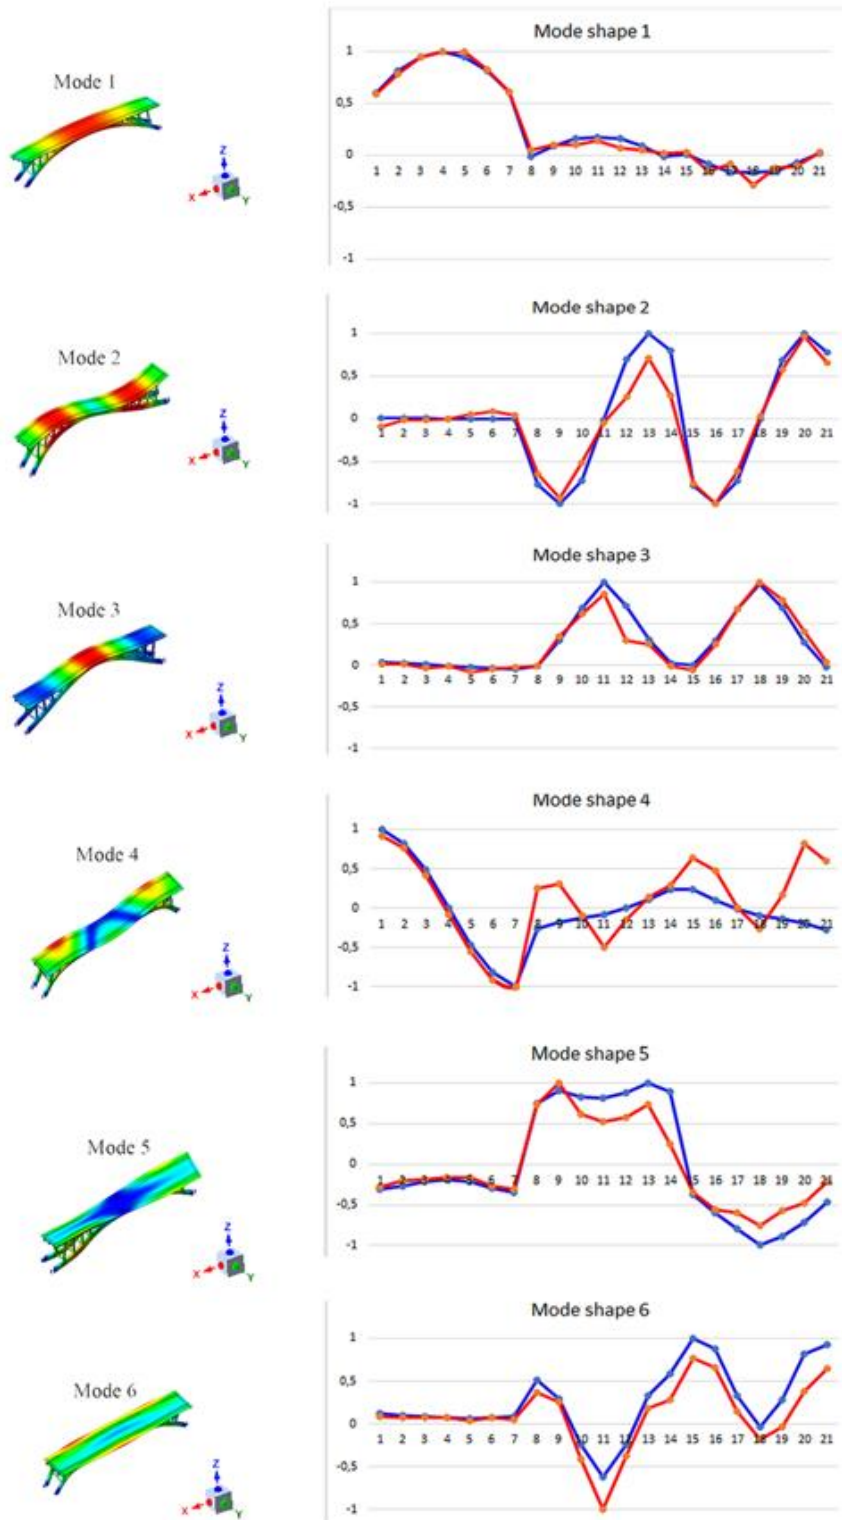 Mode shape 1
Mode 1
1
0,5
0
-0,5
-1
1 2 3 4 5 6 7 8 9 10 11 12 13 14 15 16 17 18 19 20 21
Z
X
Y
Mode shape 2
Mode 2
1
0,5
0
-0,5
-1
1 2 3 4 5 6 7 8 9 10 11 12 13 14 15 16 17 18 19 20 21
Z
X
Y
Mode shape 3
Mode 3
1
0,5
0
-0,5
-1
1 2 3 4 5 6 7 8 9 10 11 12 13 14 15 16 17 18 19 20 21
Z
X
Y
Mode shape 4
Mode 4
1
0,5
0
-0,5
-1
1 2 3 4 5 6 7 8 9 10 11 12 13 14 15 16 17 18 19 20 21
Z
X
Y
Mode shape 5
Mode 5
1
0,5
0
-0,5
-1
1 2 3 4 5 6 7 8 9 10 11 12 13 14 15 16 17 18 19 20 21
Z
X
Y
Mode shape 6
Mode 6
1
0,5
0
-0,5
-1
1 2 3 4 5 6 7 8 9 10 11 12 13 14 15 16 17 18 19 20 21
Z
X
Y